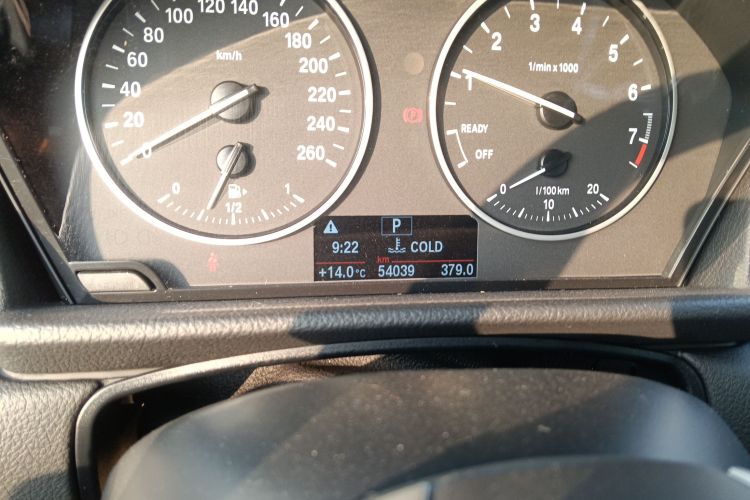 0 20 40 60 80 100 120 140 160 180 200 220 240 260
km/h
0 1/2 1
1 2 3 4 5 6 7
1/min x 1000
READY
OFF
0 10 20
l/100 km
P
P
9:22 COLD
km
+14.0°C 54039 379.0